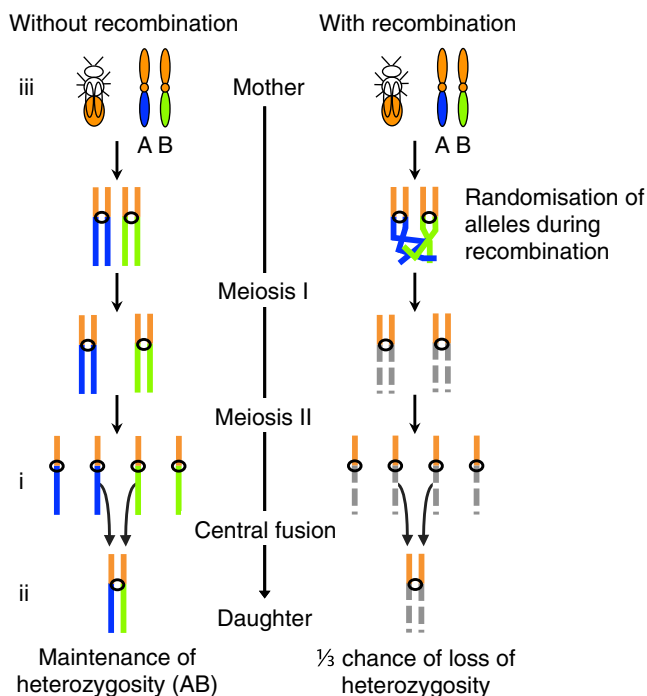 Without recombination
With recombination
iii
Mother
A B
A B
Randomisation of
alleles during
recombination
Meiosis I
Meiosis II
i
Central fusion
ii
Daughter
Maintenance of
heterozygosity (AB)
⅓ chance of loss of
heterozygosity